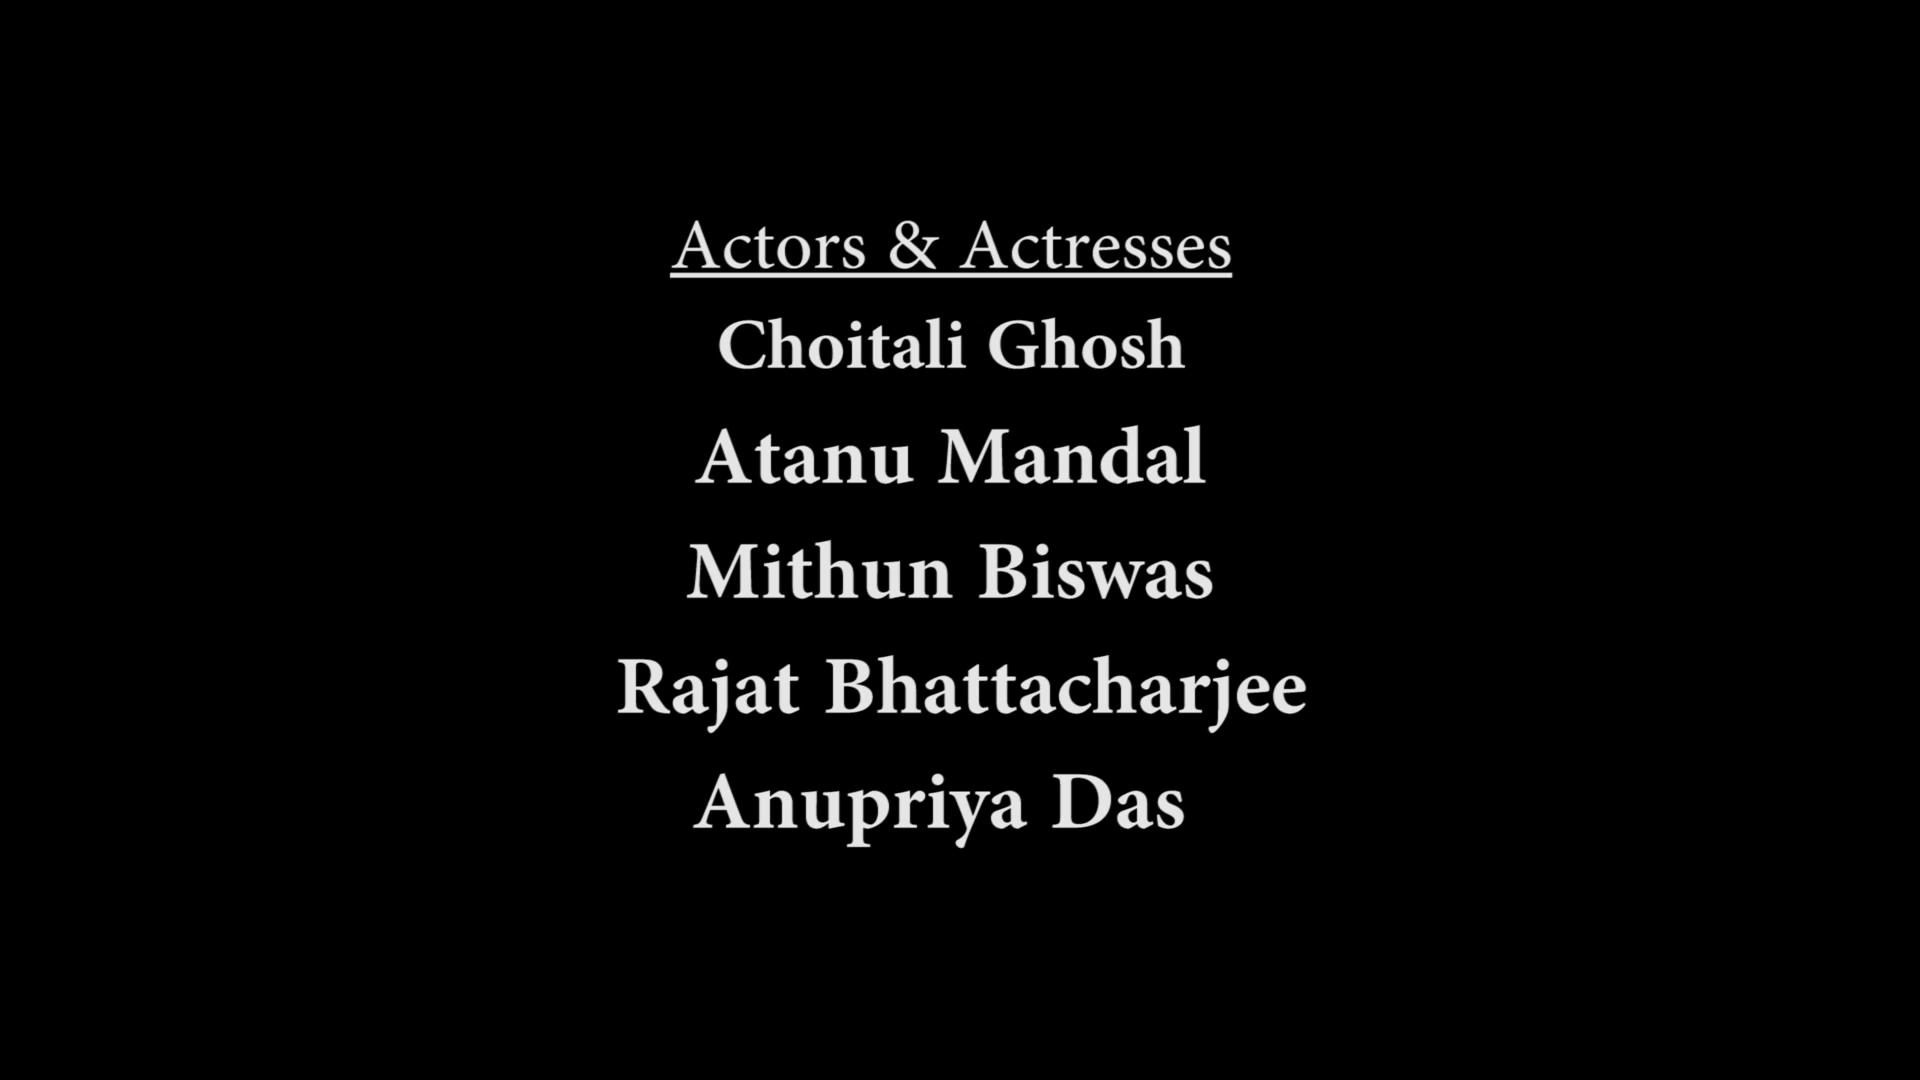 Actors & Actresses
Choitali Ghosh
Atanu Mandal
Mithun Biswas
Rajat Bhattacharjee
Anupriya Das